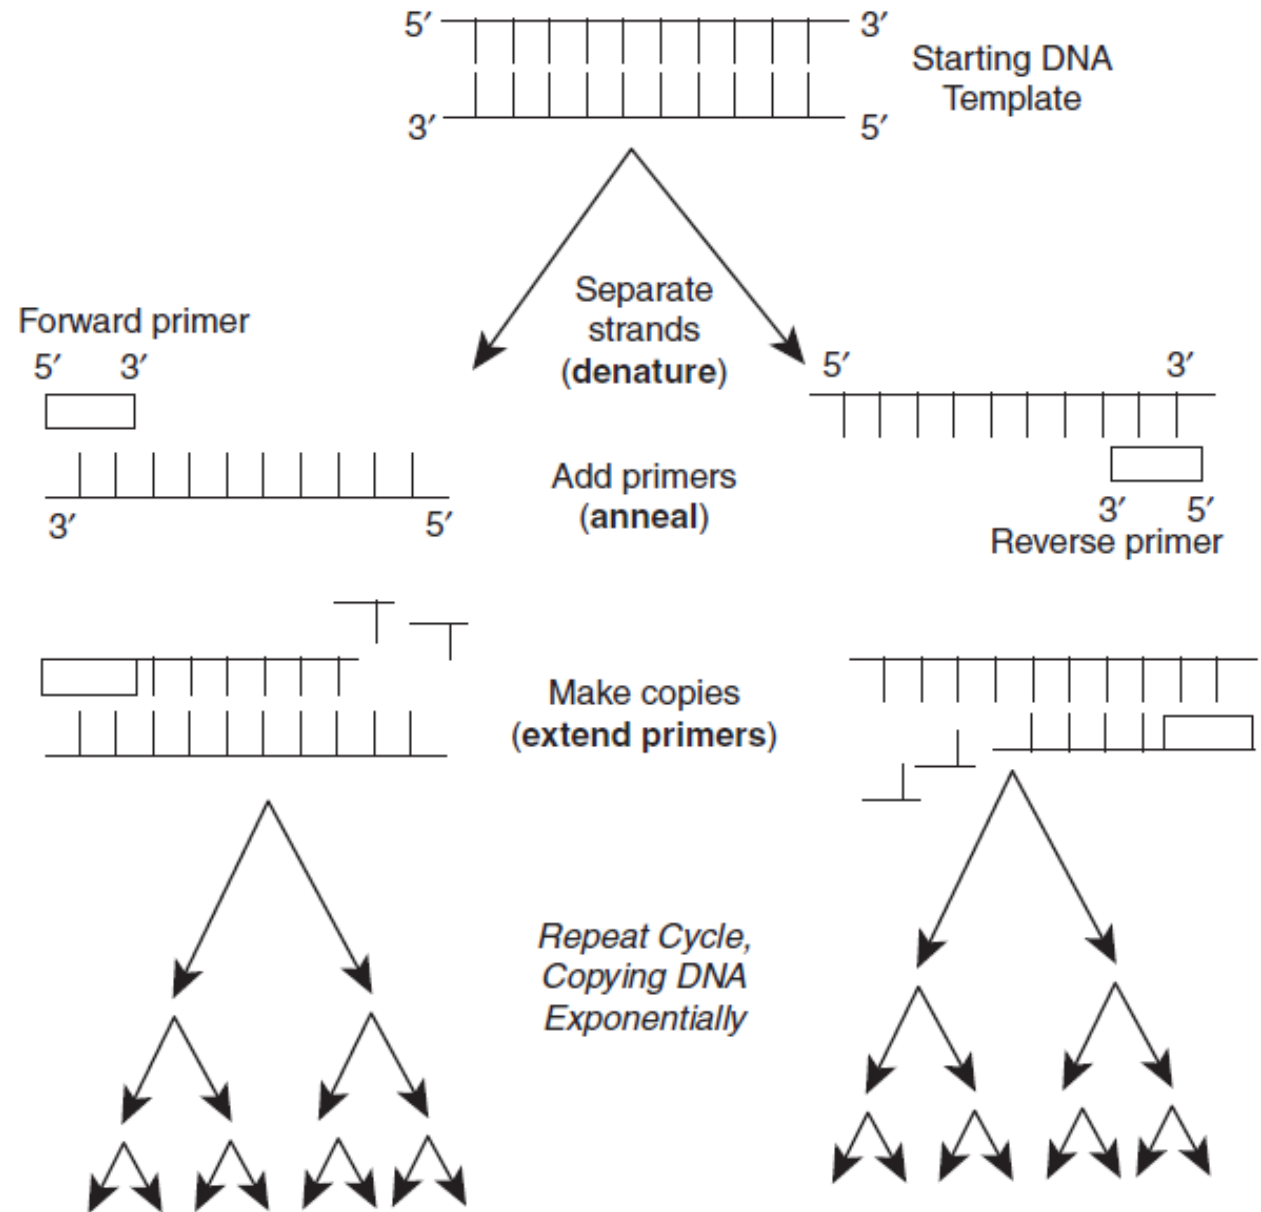 5′ 3′
Starting DNA
Template
3′ 5′
Separate
strands
(denature)
Forward primer
5′ 3′
5′ 3′
Add primers
(anneal)
3′ 5′
3′ 5′
Reverse primer
Make copies
(extend primers)
Repeat Cycle,
Copying DNA
Exponentially